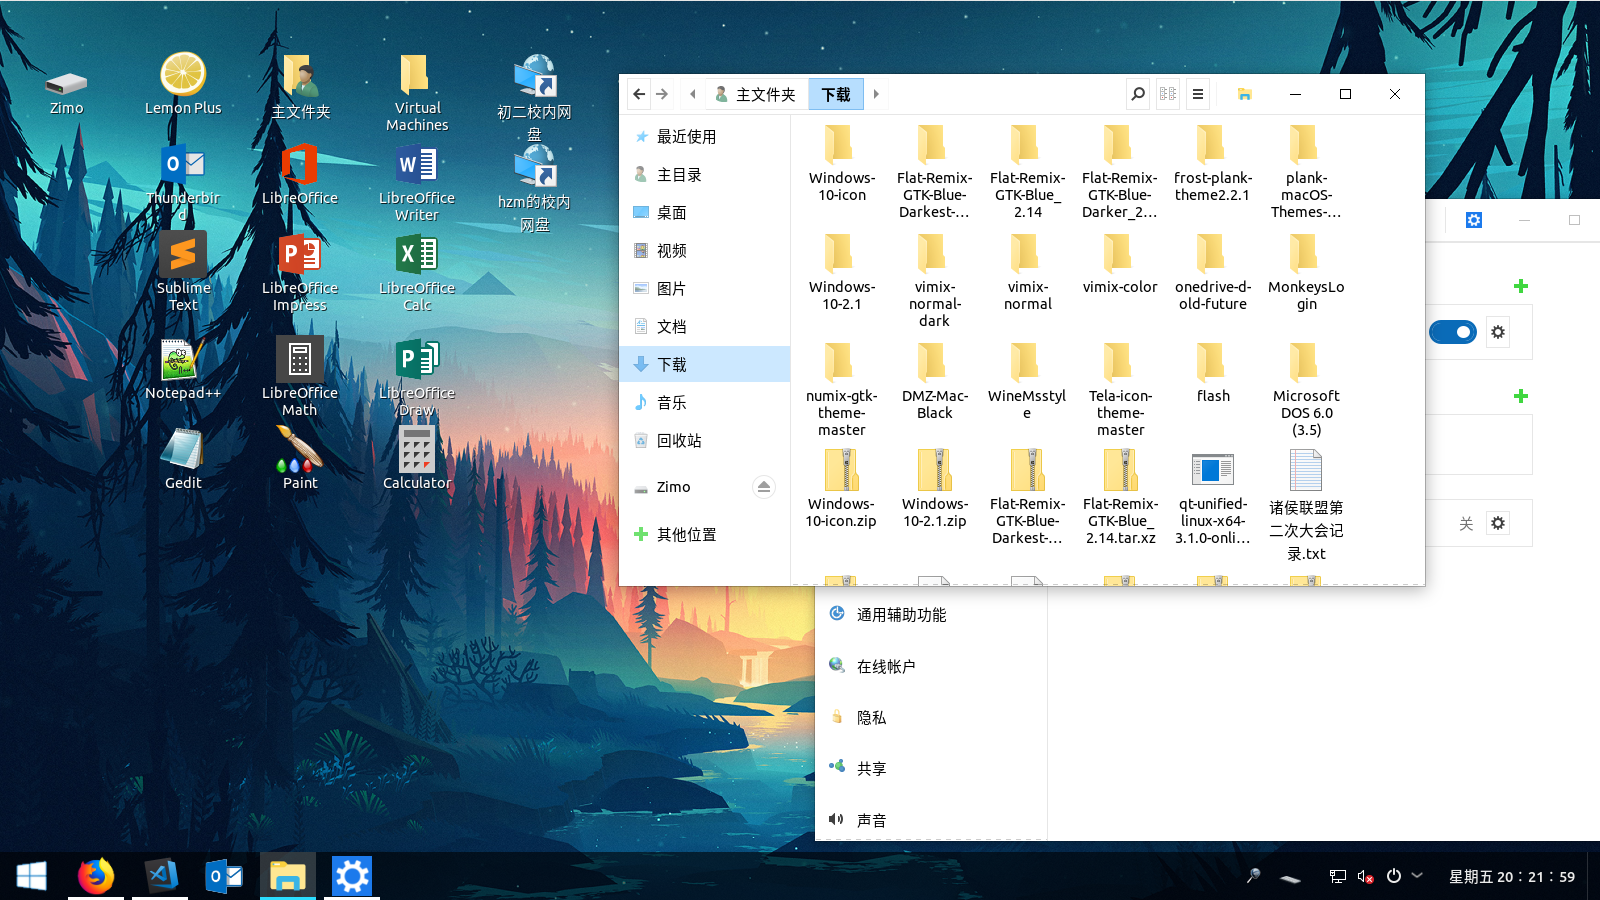 Zimo
Lemon Plus
主文件夹
Virtual
Machines
初二校内网
盘
Thunderbir
d
LibreOffice
LibreOffice
Writer
hzm的校内
网盘
Sublime
Text
LibreOffice
Impress
LibreOffice
Calc
Notepad++
LibreOffice
Math
LibreOffice
Draw
Gedit
Paint
Calculator
主文件夹
下载
最近使用
主目录
桌面
视频
图片
文档
下载
音乐
回收站
Zimo
其他位置
Windows-
10-icon
Flat-Remix-
GTK-Blue-
Darkest-...
Flat-Remix-
GTK-Blue_
2.14
Flat-Remix-
GTK-Blue-
Darker_2...
frost-plank-
theme2.2.1
plank-
macOS-
Themes-...
Windows-
10-2.1
vimix-
normal-
dark
vimix-
normal
vimix-color
onedrive-d-
old-future
MonkeysLo
gin
numix-gtk-
theme-
master
DMZ-Mac-
Black
WineMsstyl
e
Tela-icon-
theme-
master
flash
Microsoft
DOS 6.0
(3.5)
Windows-
10-icon.zip
Windows-
10-2.1.zip
Flat-Remix-
GTK-Blue-
Darkest-...
Flat-Remix-
GTK-Blue_
2.14.tar.xz
qt-unified-
linux-x64-
3.1.0-onli...
诸侯联盟第
二次大会记
录.txt
关
通用辅助功能
在线帐户
隐私
共享
声音
星期五 20：21：59